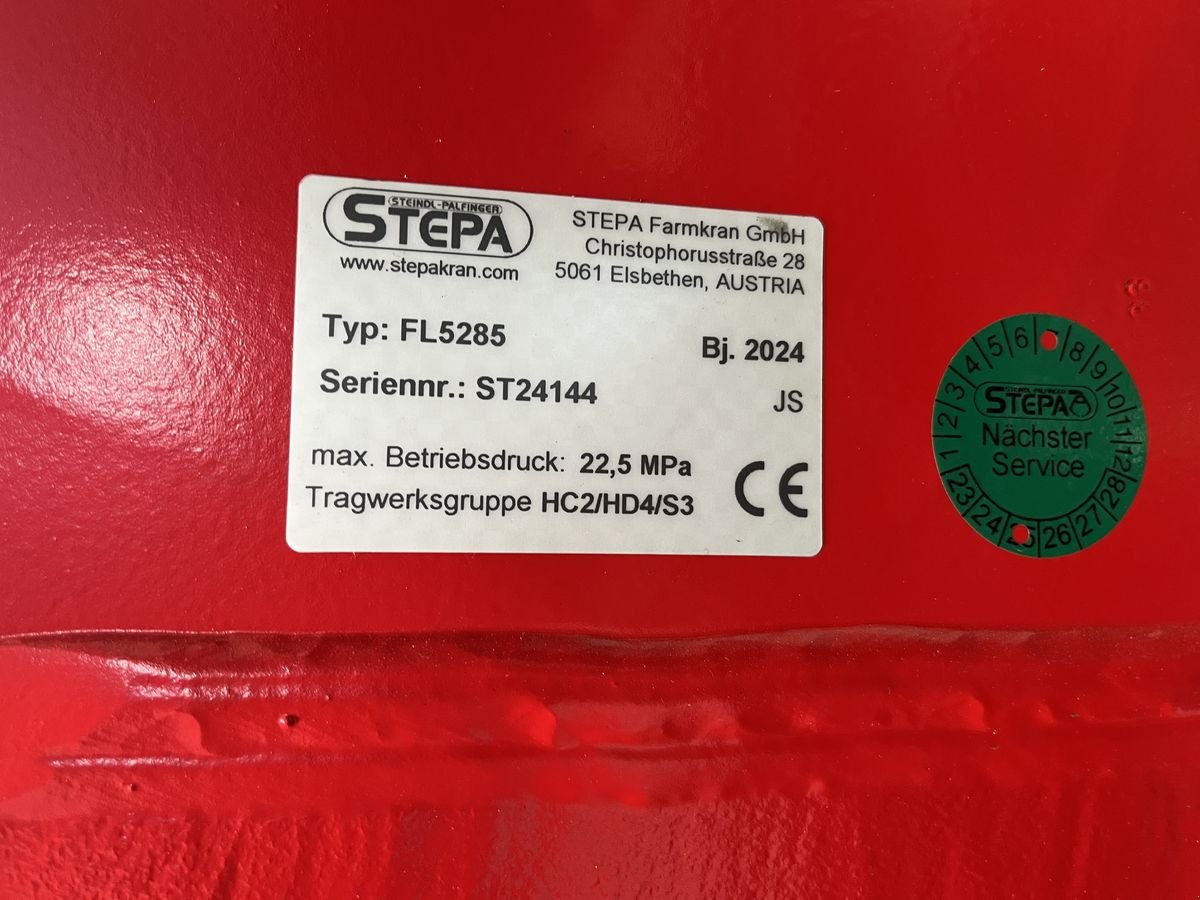 STEINDL-PALFINGER
STEPA
www.stepakran.com
STEPA Farmkran GmbH
Christophorusstraße 28
5061 Elsbethen, AUSTRIA
Typ: FL5285
Bj. 2024
Seriennr.: ST24144
JS
max. Betriebsdruck: 22,5 MPa
Tragwerksgruppe HC2/HD4/S3
CE
1 2 3 4 5 6 8 9 10 11 12
STEINDL-PALFINGER
STEPA
Nächster
Service
23 24 25 26 27 28